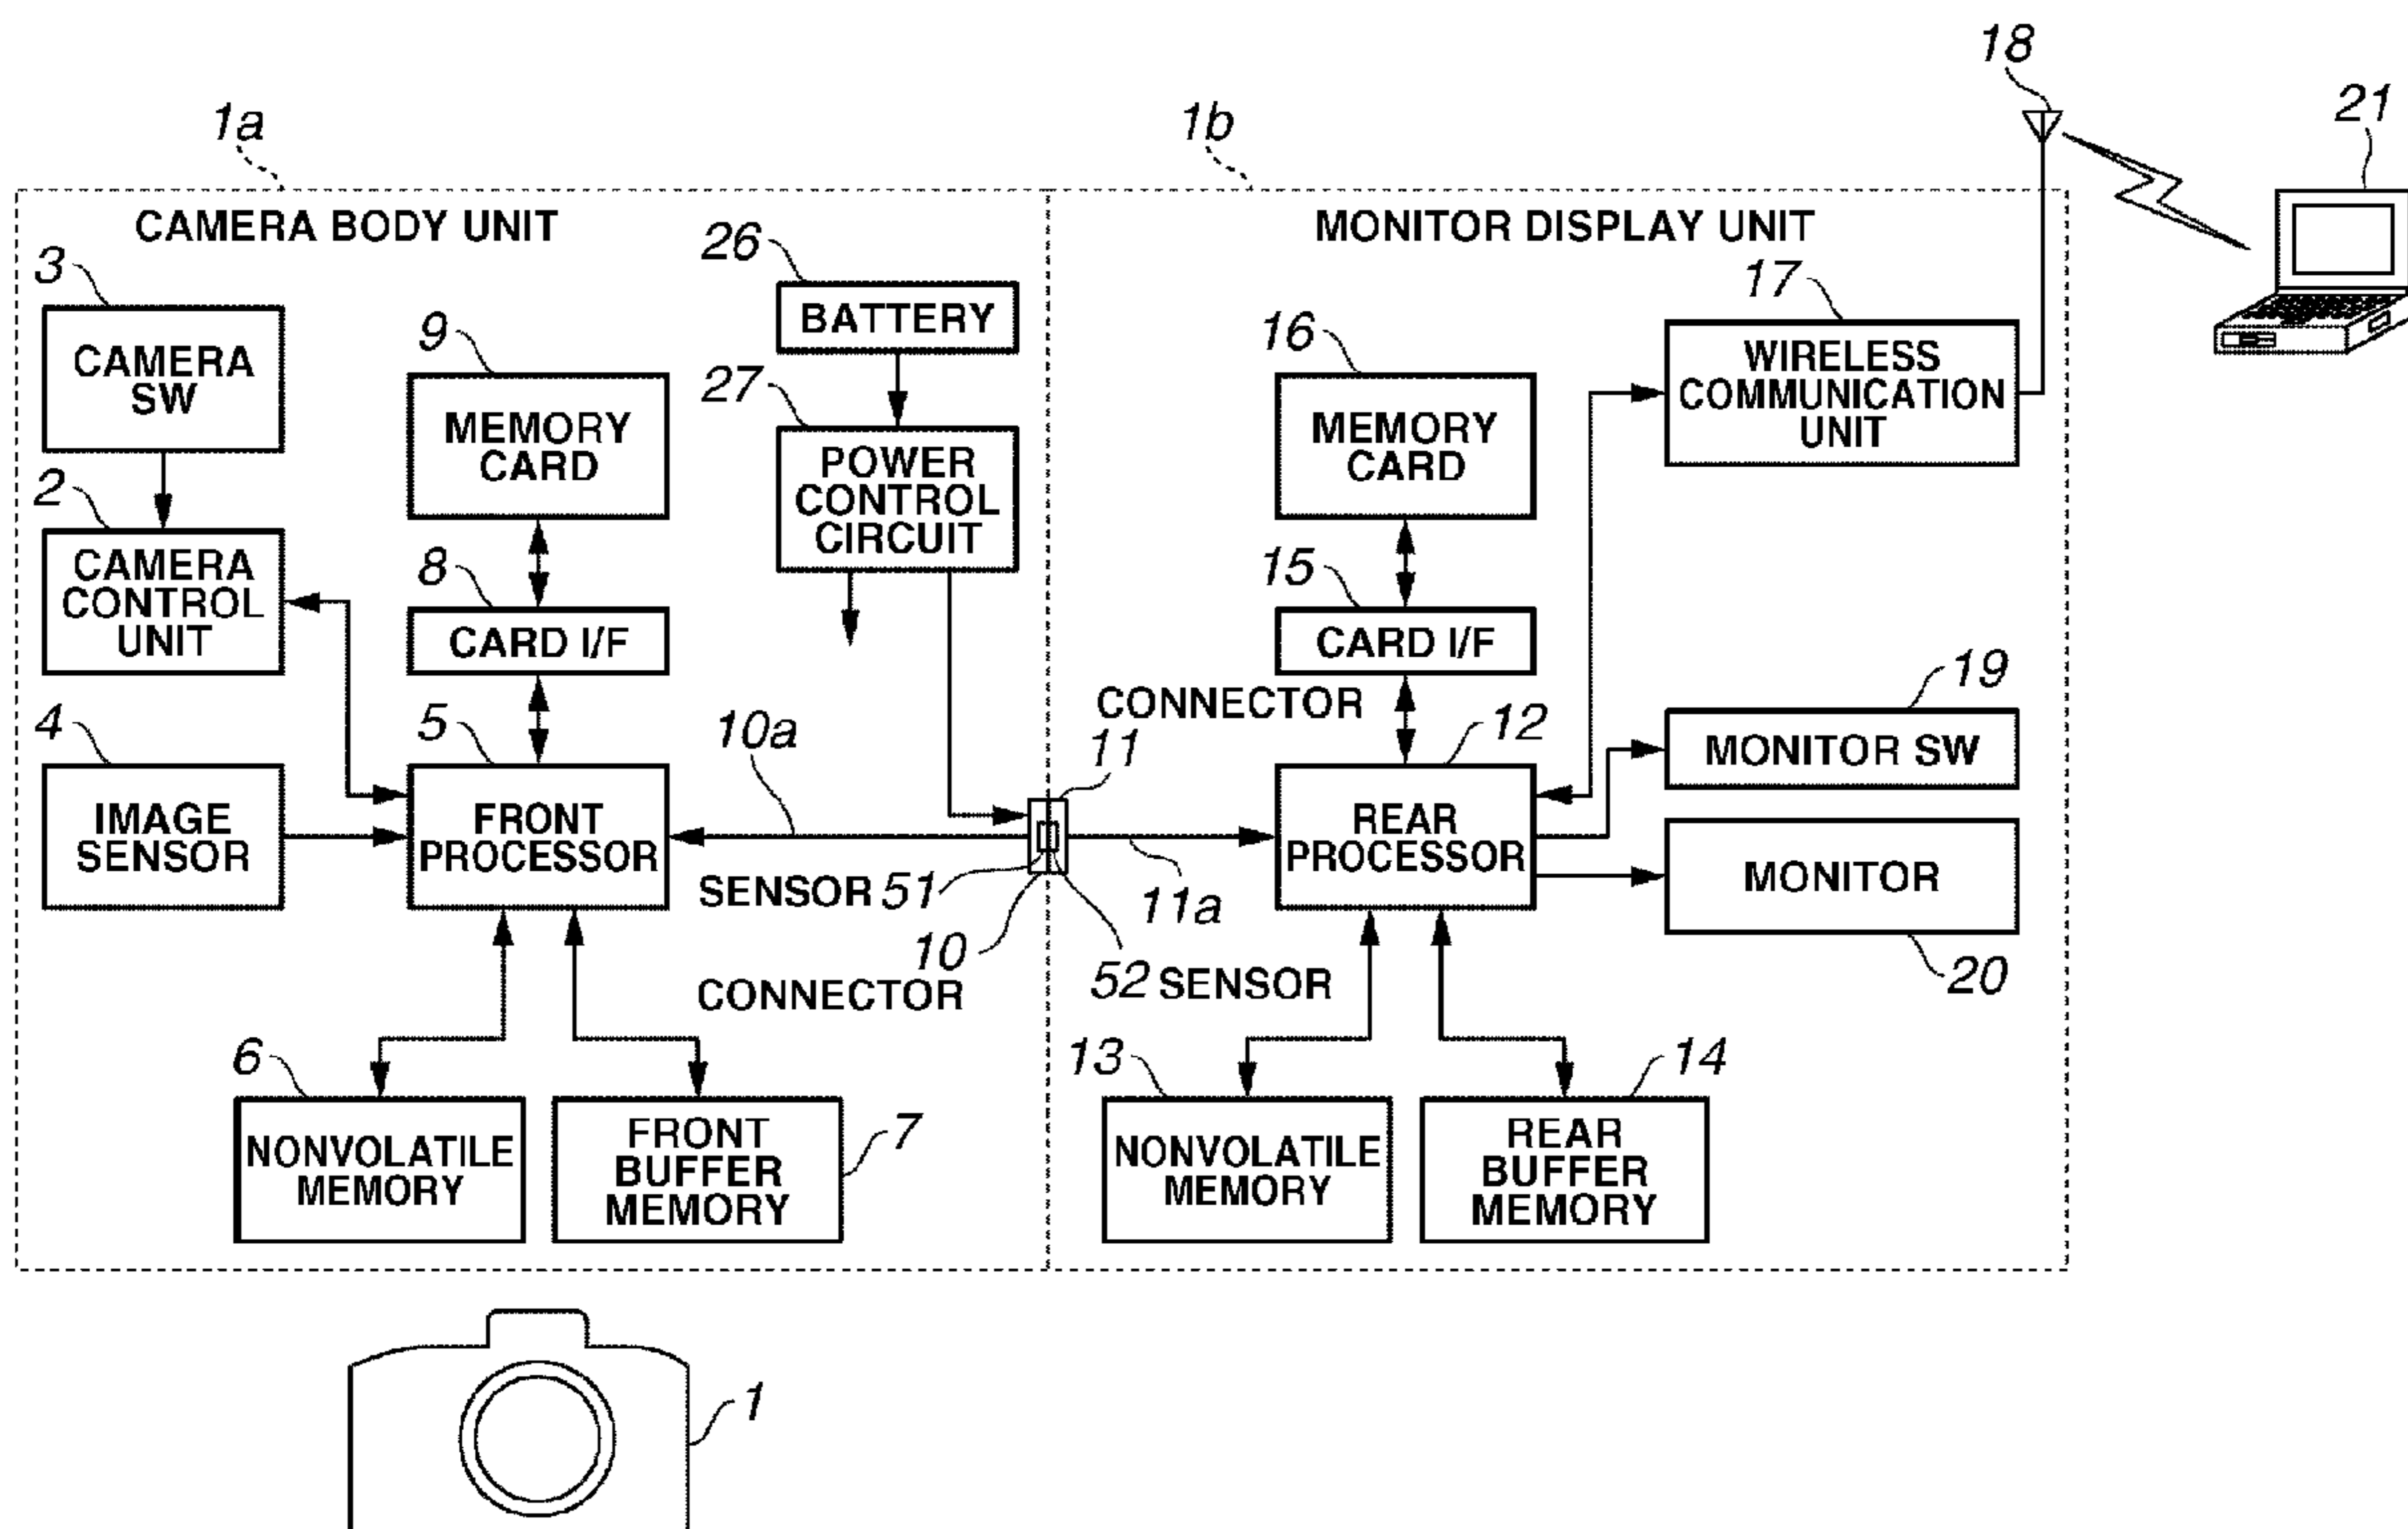 18
21
1a
1b
CAMERA BODY UNIT
MONITOR DISPLAY UNIT
3
CAMERA
SW
2
CAMERA
CONTROL
UNIT
4
IMAGE
SENSOR
9
MEMORY
CARD
8
CARD I/F
5
FRONT
PROCESSOR
26
BATTERY
27
POWER
CONTROL
CIRCUIT
10a
SENSOR 51
10
CONNECTOR
6
NONVOLATILE
MEMORY
FRONT
BUFFER
MEMORY
7
16
MEMORY
CARD
15
CARD I/F
CONNECTOR
11
12
REAR
PROCESSOR
11a
52 SENSOR
17
WIRELESS
COMMUNICATION
UNIT
19
MONITOR SW
MONITOR
20
13
NONVOLATILE
MEMORY
14
REAR
BUFFER
MEMORY
1